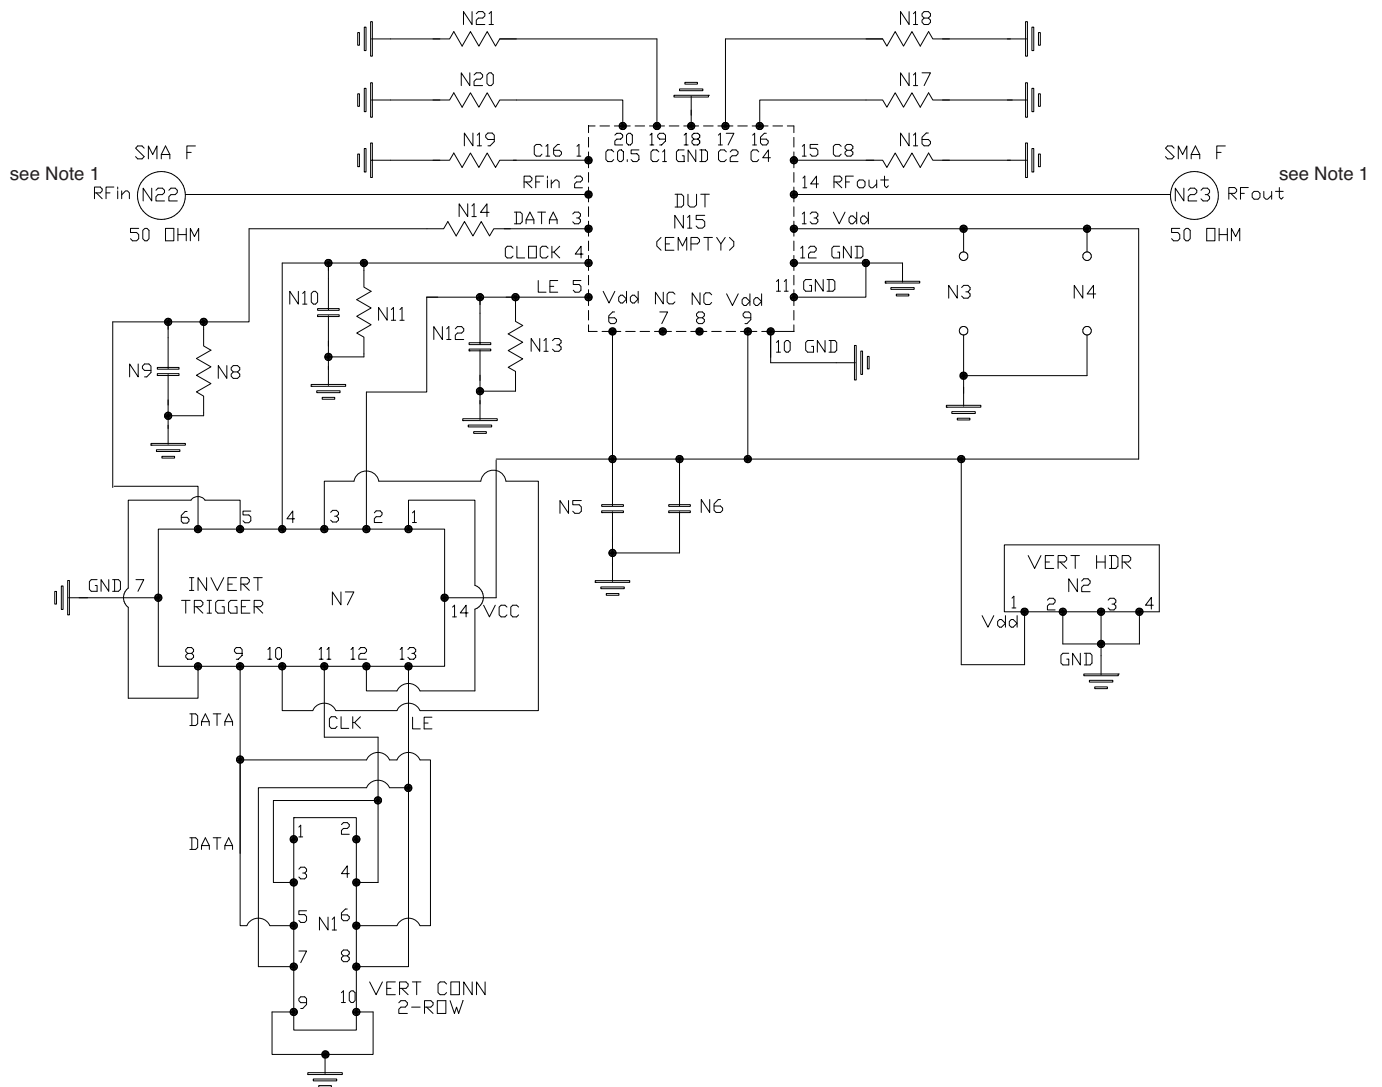 N21
N18
N20
N17
N19
C16 1
20 19 18 17 16
C0.5 C1 GND C2 C4
15 C8
N16
SMA F
see Note 1
RFin N22
50 OHM
RFin 2
14 RFout
SMA F
see Note 1
N23 RFout
50 OHM
DUT
N15
(EMPTY)
N14
DATA 3
13 Vdd
CLOCK 4
12 GND
LE 5
11 GND
Vdd NC NC Vdd
6 7 8 9
10 GND
N3
N4
N10
N11
N12
N13
N9
N8
N5
N6
6 5 4 3 2 1
GND 7
INVERT
TRIGGER
N7
14 VCC
8 9 10 11 12 13
VERT HDR
N2
1 2 3 4
Vdd
GND
DATA
CLK
LE
DATA
1 2
3 4
5 N1 6
7 8
9 10
VERT CONN
2-ROW